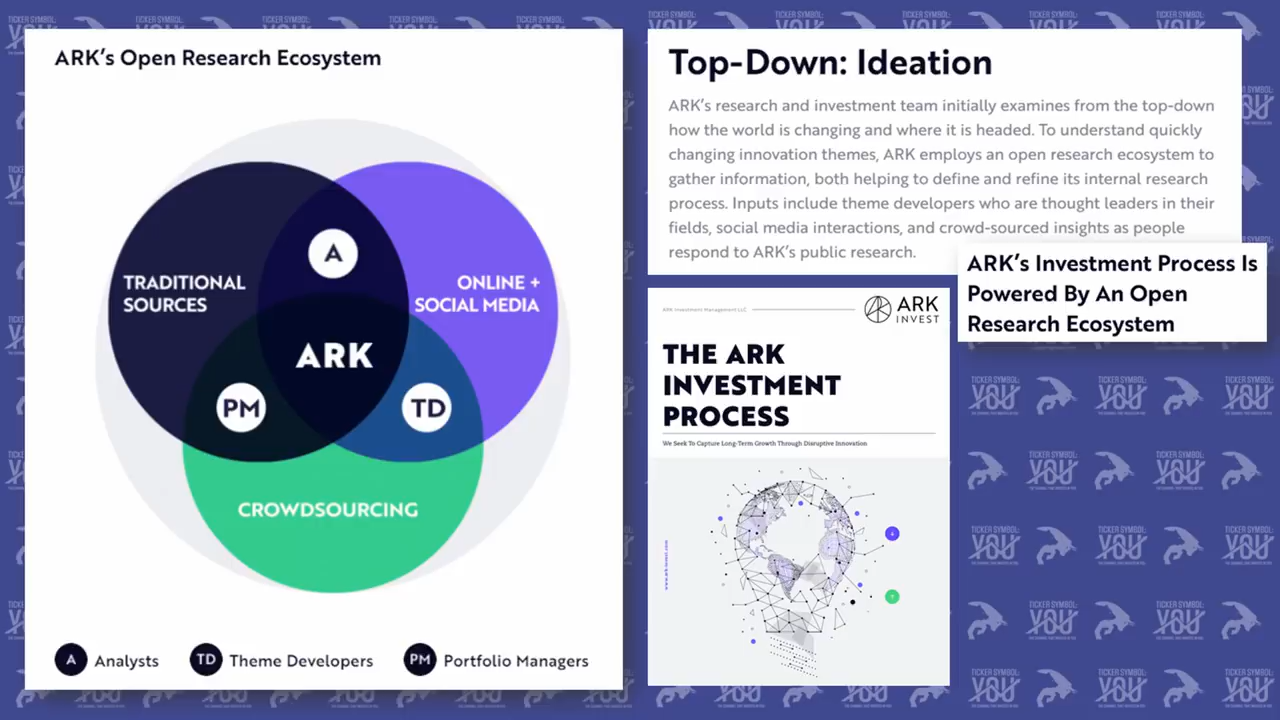 ARK's Open Research Ecosystem
TRADITIONAL
SOURCES
A
ONLINE +
SOCIAL MEDIA
ARK
PM
TD
CROWDSOURCING
A Analysts
TD Theme Developers
PM Portfolio Managers
Top-Down: Ideation
ARK's research and investment team initially examines from the top-down
how the world is changing and where it is headed. To understand quickly
changing innovation themes, ARK employs an open research ecosystem to
gather information, both helping to define and refine its internal research
process. Inputs include theme developers who are thought leaders in their
fields, social media interactions, and crowd-sourced insights as people
respond to ARK's public research.
ARK's Investment Process Is
Powered By An Open
Research Ecosystem
ARK Investment Management LLC
ARK
INVEST
THE ARK
INVESTMENT
PROCESS
We Seek To Capture Long-Term Growth Through Disruptive Innovation
www.ark-invest.com
TICKER SYMBOL:
YOU